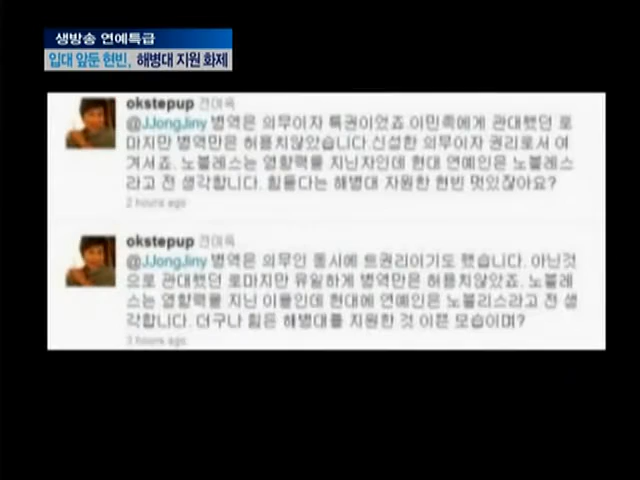 생방송 연예특급
입대 앞둔 현빈, 해병대 지원 화제
okstepup 전여옥
@JJongJiny 병역은 의무이자 특권이었죠 이민족에게 관대했던 로
마지만 병역만은 허용치않았습니다.신설한 의무이자 권리로서 여
겨서죠. 노블레스는 영향력을 지닌자인데 현대 연예인은 노블레스
라고 전 생각합니다. 힘들다는 해병대 자원한 현빈 멋있잖아요?
2 hours ago
okstepup 전여옥
@JJongJiny 병역은 의무인 동시에 특권리이기도 했습니다. 아닌것
으로 관대했던 로마지만 유일하게 병역만은 허용치않았죠. 노블레
스는 영향력을 지닌 이들인데 현대에 연예인은 노블리스라고 전 생
각합니다. 더구나 힘든 해병대를 지원한 것 이쁜 모습이며?
3 hours ago